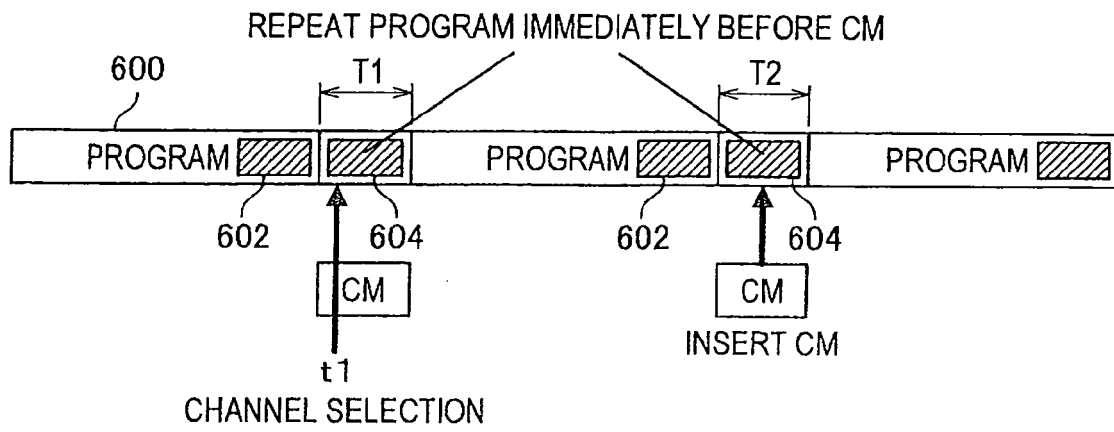 REPEAT PROGRAM IMMEDIATELY BEFORE CM
600
T1
T2
PROGRAM
PROGRAM
PROGRAM
602
604
602
604
CM
CM
t1
INSERT CM
CHANNEL SELECTION